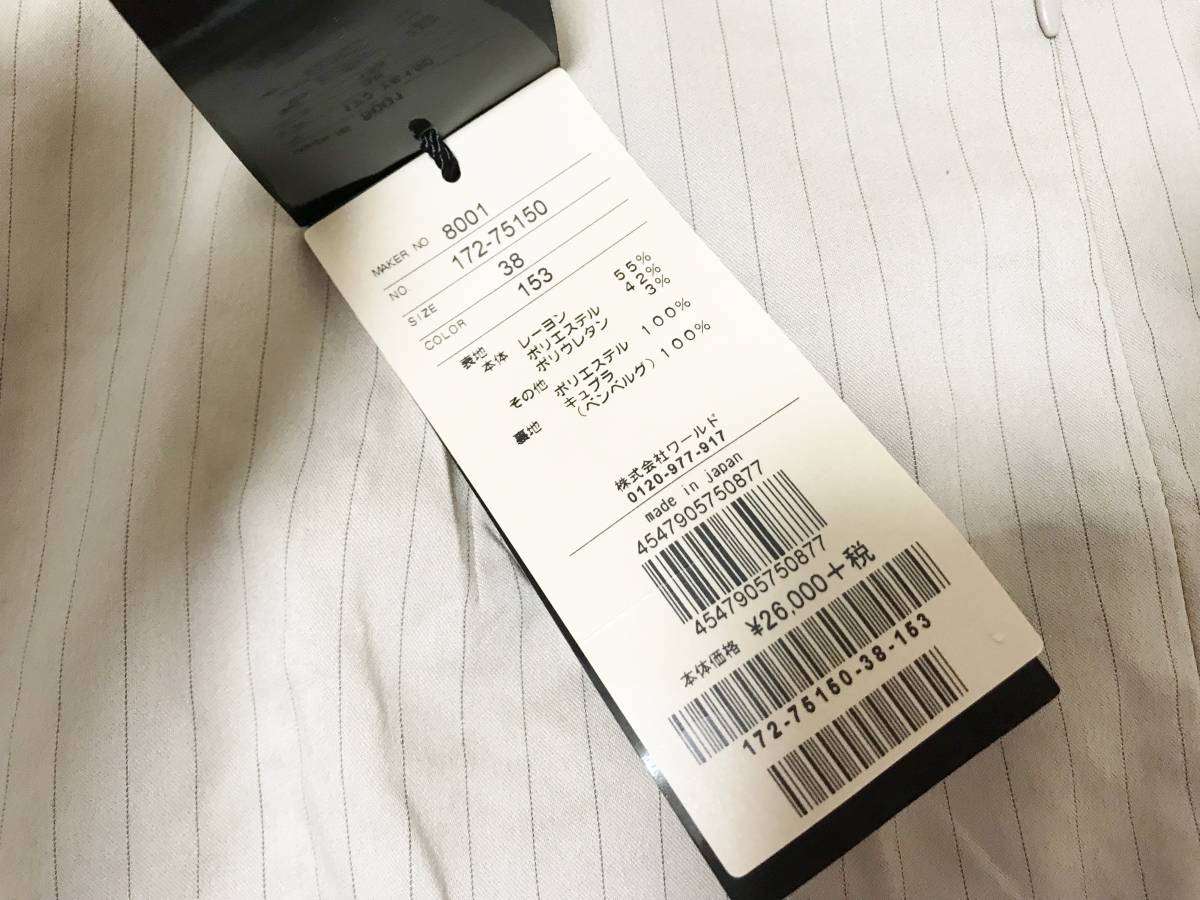 MAKER NO 8001
NO. 172-75150
SIZE 38
COLOR 153
表地
本体 レーヨン 55%
ポリエステル 42%
ポリウレタン 3%
その他 ポリエステル 100%
裏地 キュプラ
(ベンベルグ) 100%
株式会社ワールド
0120-977-917
made in japan
4547905750877
4547905750877
本体価格 ¥26,000+税
172-75150-38-153